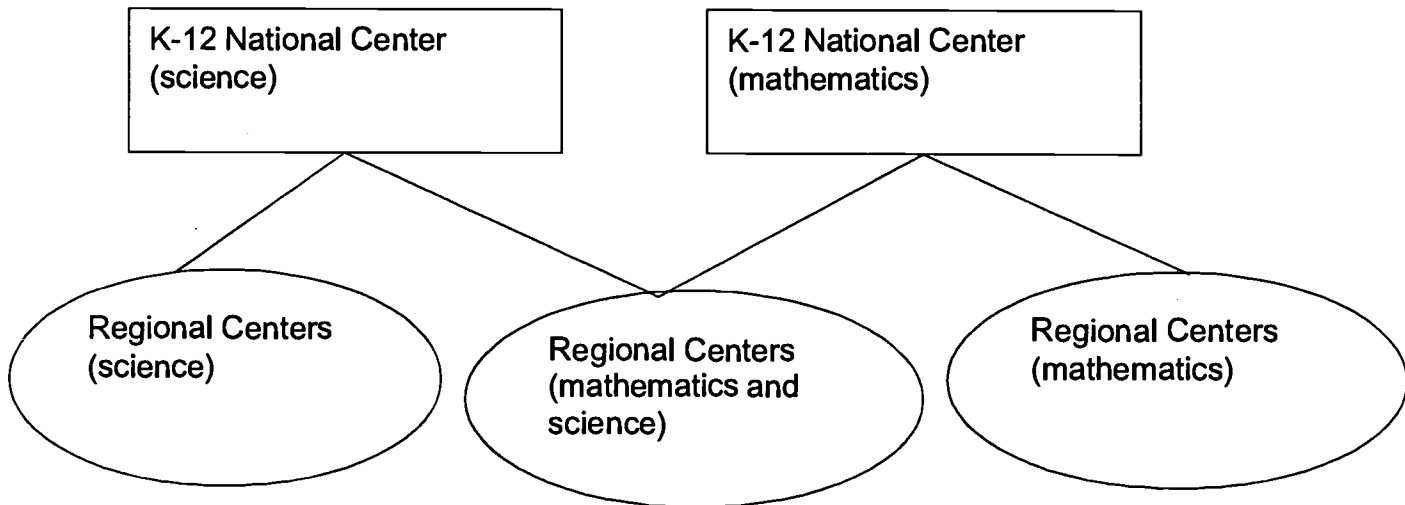 K-12 National Center
(science)
K-12 National Center
(mathematics)
Regional Centers
(science)
Regional Centers
(mathematics and
science)
Regional Centers
(mathematics)